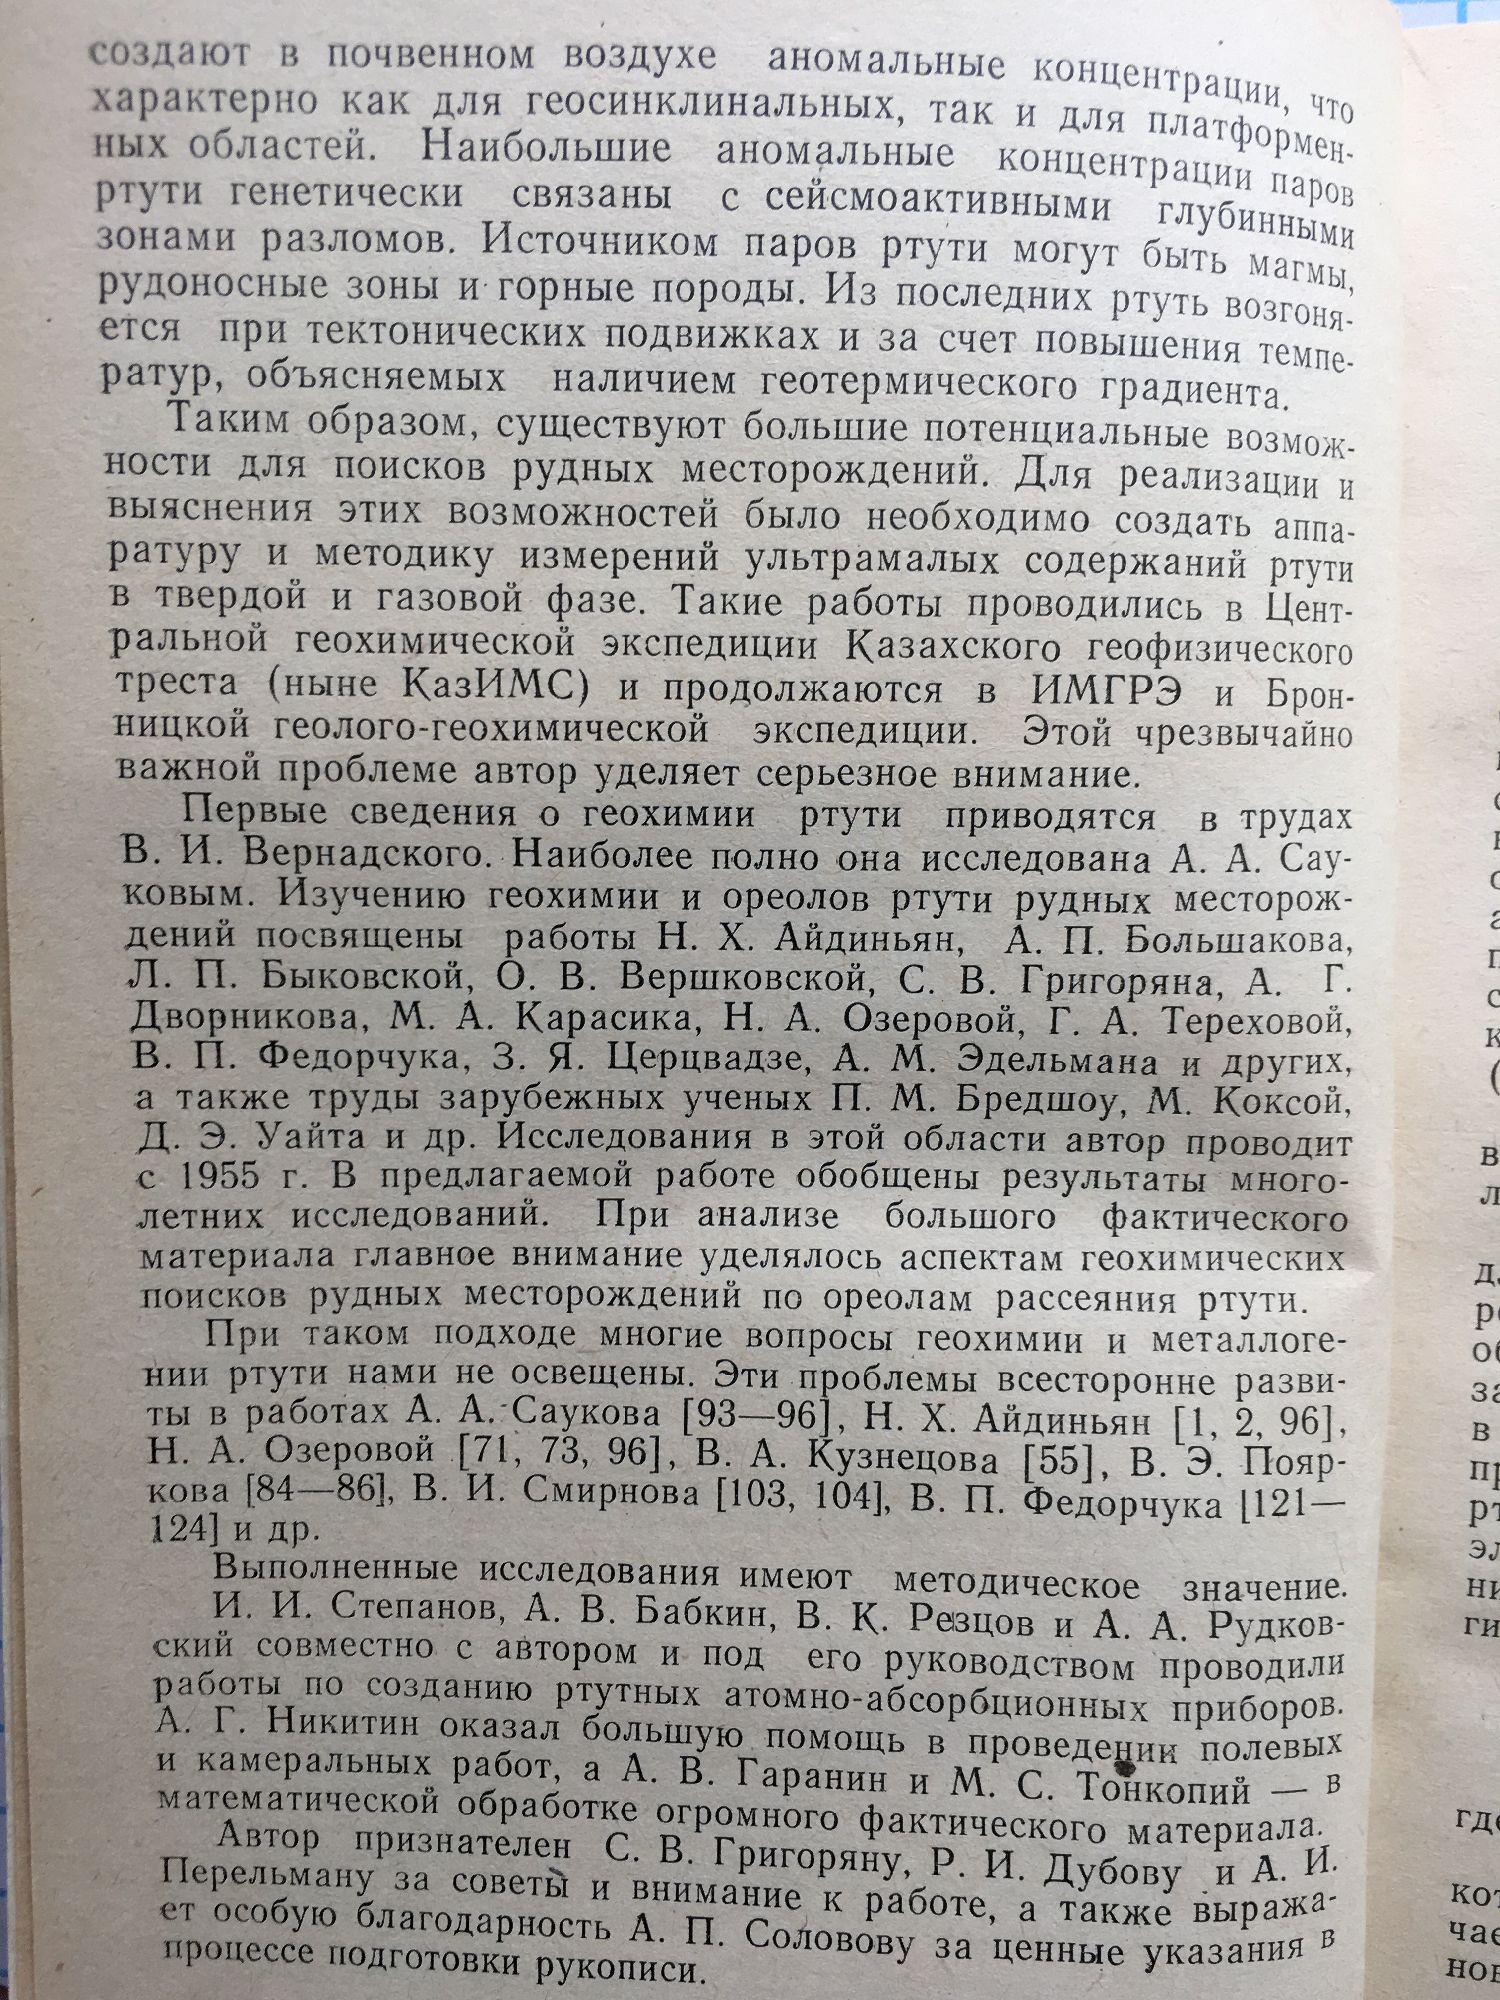 создают в почвенном воздухе аномальные концентрации, что
характерно как для геосинклинальных, так и для платформен-
ных областей. Наибольшие аномальные концентрации паров
ртути генетически связаны с сейсмоактивными глубинными
зонами разломов. Источником паров ртути могут быть магмы,
рудоносные зоны и горные породы. Из последних ртуть возгоня-
ется при тектонических подвижках и за счет повышения темпе-
ратур, объясняемых наличием геотермического градиента.
Таким образом, существуют большие потенциальные возмож-
ности для поисков рудных месторождений. Для реализации и
выяснения этих возможностей было необходимо создать аппа-
ратуру и методику измерений ультрамалых содержаний ртути
в твердой и газовой фазе. Такие работы проводились в Цент-
ральной геохимической экспедиции Казахского геофизического
треста (ныне КазИМС) и продолжаются в ИМГРЭ и Брон-
ницкой геолого-геохимической экспедиции. Этой чрезвычайно
важной проблеме автор уделяет серьезное внимание.
Первые сведения о геохимии ртути приводятся в трудах
В. И. Вернадского. Наиболее полно она исследована А. А. Сау-
ковым. Изучению геохимии и ореолов ртути рудных месторож-
дений посвящены работы Н. Х. Айдиньян, А. П. Большакова,
Л. П. Быковской, О. В. Вершковской, С. В. Григоряна, А. Г.
Дворникова, М. А. Карасика, Н. А. Озеровой, Г. А. Тереховой,
В. П. Федорчука, З. Я. Церцвадзе, А. М. Эдельмана и других,
а также труды зарубежных ученых П. М. Бредшоу, М. Коксой,
Д. Э. Уайта и др. Исследования в этой области автор проводит
с 1955 г. В предлагаемой работе обобщены результаты много-
летних исследований. При анализе большого фактического
материала главное внимание уделялось аспектам геохимических
поисков рудных месторождений по ореолам рассеяния ртути.
При таком подходе многие вопросы геохимии и металлоге-
нии ртути нами не освещены. Эти проблемы всесторонне разви-
ты в работах А. А. Саукова [93—96], Н. Х. Айдиньян [1, 2, 96],
Н. А. Озеровой [71, 73, 96], В. А. Кузнецова [55], В. Э. Пояр-
кова [84—86], В. И. Смирнова [103, 104], В. П. Федорчука [121—
124] и др.
Выполненные исследования имеют методическое значение.
И. И. Степанов, А. В. Бабкин, В. К. Резцов и А. А. Рудков-
ский совместно с автором и под его руководством проводили
работы по созданию ртутных атомно-абсорбционных приборов.
А. Г. Никитин оказал большую помощь в проведении полевых
и камеральных работ, а А. В. Гаранин и М. С. Тонкопий — в
математической обработке огромного фактического материала.
Автор признателен С. В. Григоряну, Р. И. Дубову и А. И.
Перельману за советы и внимание к работе, а также выража-
ет особую благодарность А. П. Соловову за ценные указания в
процессе подготовки рукописи.